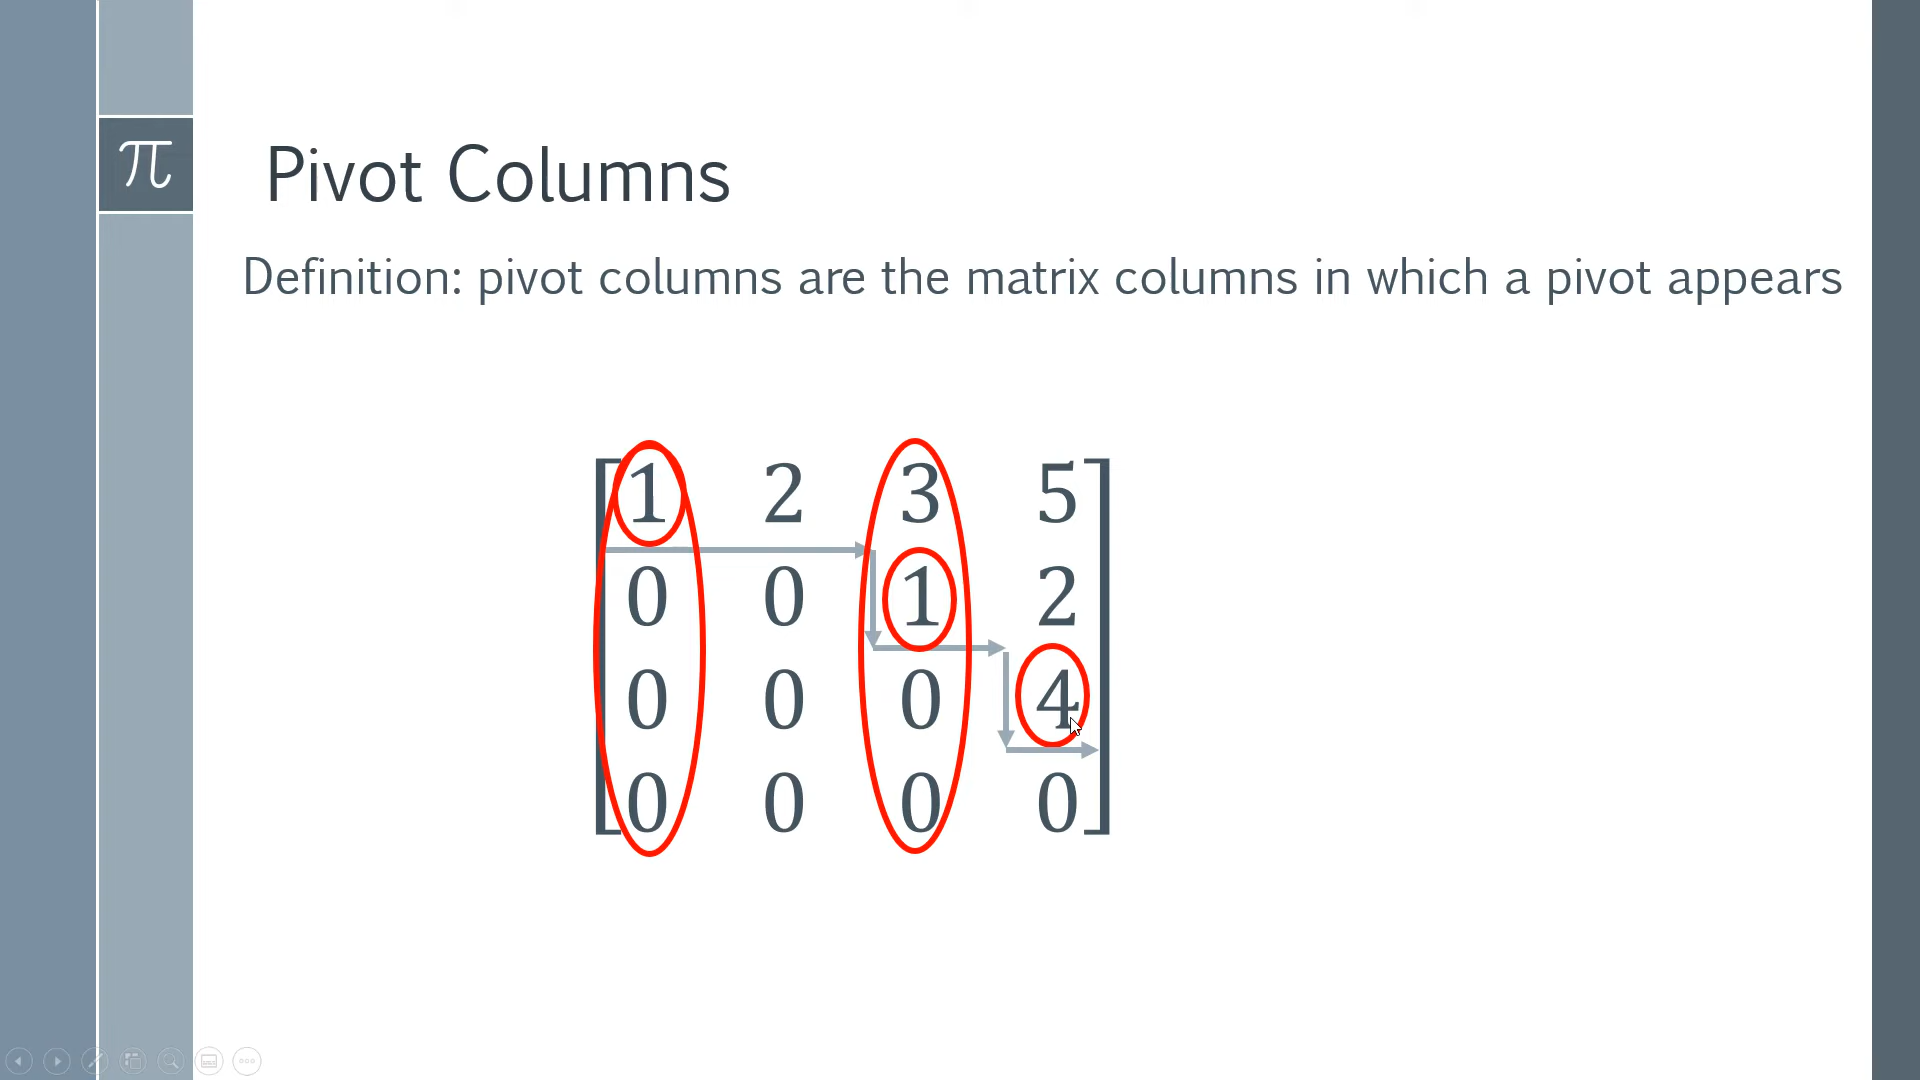 π
Pivot Columns
Definition: pivot columns are the matrix columns in which a pivot appears
1 2 3 5
0 0 1 2
0 0 0 4
0 0 0 0